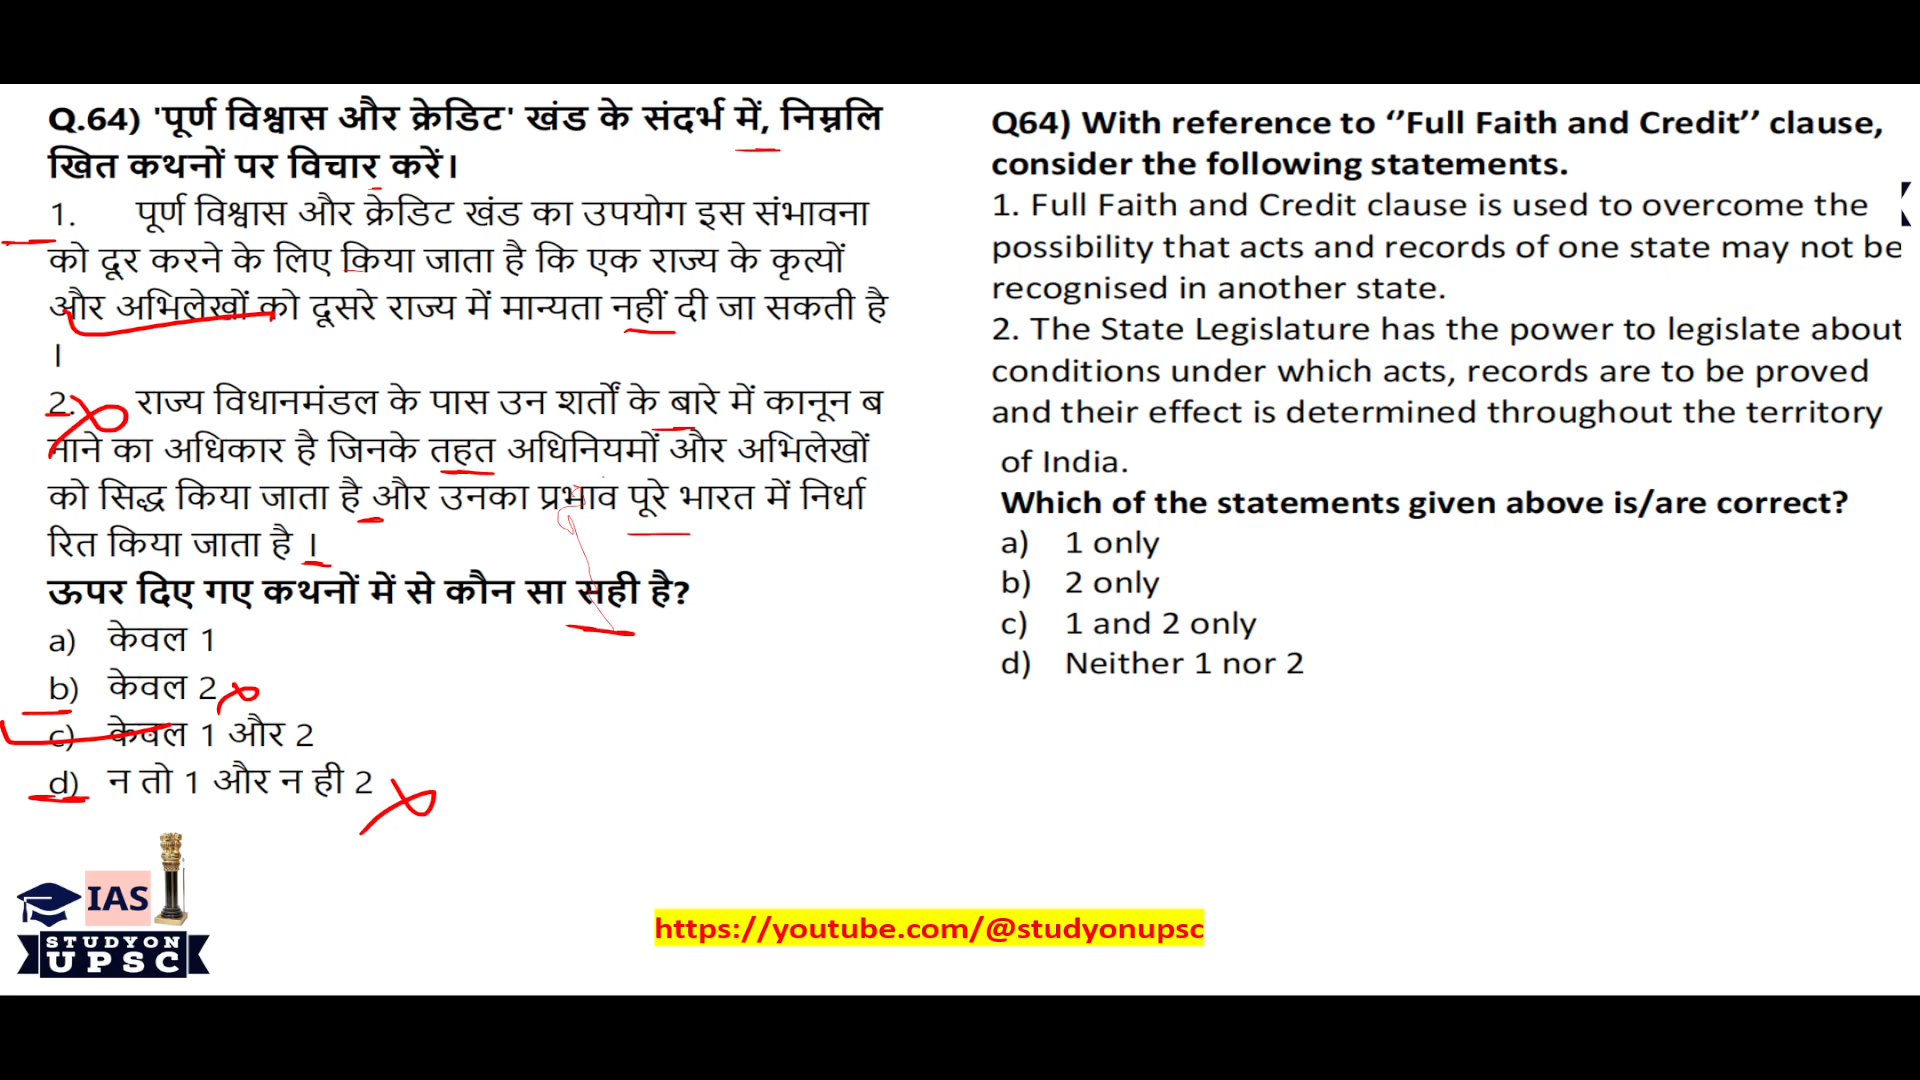 Q.64) 'पूर्ण विश्वास और क्रेडिट' खंड के संदर्भ में, निम्नलि
खित कथनों पर विचार करें।
1. पूर्ण विश्वास और क्रेडिट खंड का उपयोग इस संभावना
को दूर करने के लिए किया जाता है कि एक राज्य के कृत्यों
और अभिलेखों को दूसरे राज्य में मान्यता नहीं दी जा सकती है
।
2. राज्य विधानमंडल के पास उन शर्तों के बारे में कानून ब
नाने का अधिकार है जिनके तहत अधिनियमों और अभिलेखों
को सिद्ध किया जाता है और उनका प्रभाव पूरे भारत में निर्धा
रित किया जाता है ।
ऊपर दिए गए कथनों में से कौन सा सही है?
a) केवल 1
b) केवल 2
c) केवल 1 और 2
d) न तो 1 और न ही 2
IAS
STUDYON
UPSC
Q64) With reference to ‘’Full Faith and Credit’’ clause,
consider the following statements.
1. Full Faith and Credit clause is used to overcome the
possibility that acts and records of one state may not be
recognised in another state.
2. The State Legislature has the power to legislate about
conditions under which acts, records are to be proved
and their effect is determined throughout the territory
of India.
Which of the statements given above is/are correct?
a) 1 only
b) 2 only
c) 1 and 2 only
d) Neither 1 nor 2
https://youtube.com/@studyonupsc